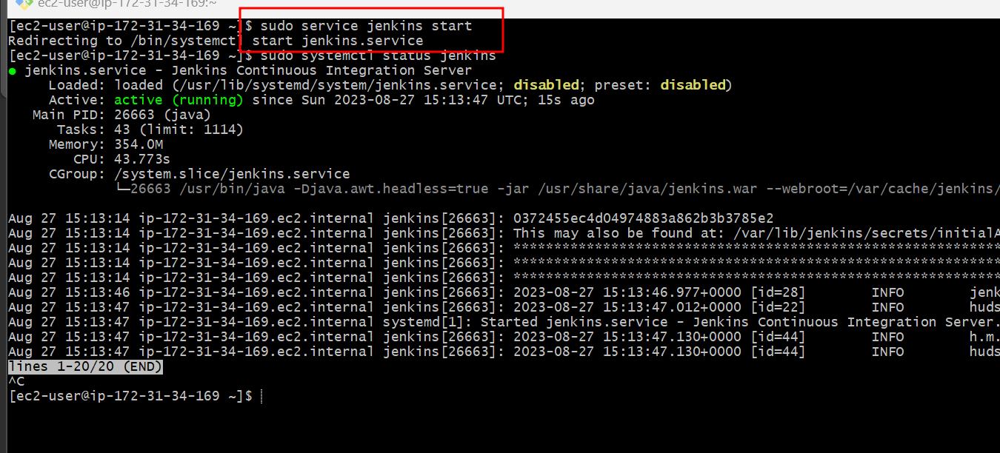 ec2-user@ip-172-31-34-169:~
[ec2-user@ip-172-31-34-169 ~]$ sudo service jenkins start
Redirecting to /bin/systemctl start jenkins.service
[ec2-user@ip-172-31-34-169 ~]$ sudo systemctl status jenkins
● jenkins.service - Jenkins Continuous Integration Server
Loaded: loaded (/usr/lib/systemd/system/jenkins.service; disabled; preset: disabled)
Active: active (running) since Sun 2023-08-27 15:13:47 UTC; 15s ago
Main PID: 26663 (java)
Tasks: 43 (limit: 1114)
Memory: 354.0M
CPU: 43.773s
CGroup: /system.slice/jenkins.service
└─26663 /usr/bin/java -Djava.awt.headless=true -jar /usr/share/java/jenkins.war --webroot=/var/cache/jenkins/
Aug 27 15:13:14 ip-172-31-34-169.ec2.internal jenkins[26663]: 0372455ec4d04974883a862b3b3785e2
Aug 27 15:13:14 ip-172-31-34-169.ec2.internal jenkins[26663]: This may also be found at: /var/lib/jenkins/secrets/initialA
Aug 27 15:13:14 ip-172-31-34-169.ec2.internal jenkins[26663]: ************************************************************
Aug 27 15:13:14 ip-172-31-34-169.ec2.internal jenkins[26663]: ************************************************************
Aug 27 15:13:14 ip-172-31-34-169.ec2.internal jenkins[26663]: ************************************************************
Aug 27 15:13:46 ip-172-31-34-169.ec2.internal jenkins[26663]: 2023-08-27 15:13:46.977+0000 [id=28] INFO jenk
Aug 27 15:13:47 ip-172-31-34-169.ec2.internal jenkins[26663]: 2023-08-27 15:13:47.012+0000 [id=22] INFO huds
Aug 27 15:13:47 ip-172-31-34-169.ec2.internal systemd[1]: Started jenkins.service - Jenkins Continuous Integration Server.
Aug 27 15:13:47 ip-172-31-34-169.ec2.internal jenkins[26663]: 2023-08-27 15:13:47.130+0000 [id=44] INFO h.m.
Aug 27 15:13:47 ip-172-31-34-169.ec2.internal jenkins[26663]: 2023-08-27 15:13:47.130+0000 [id=44] INFO huds
lines 1-20/20 (END)
^C
[ec2-user@ip-172-31-34-169 ~]$